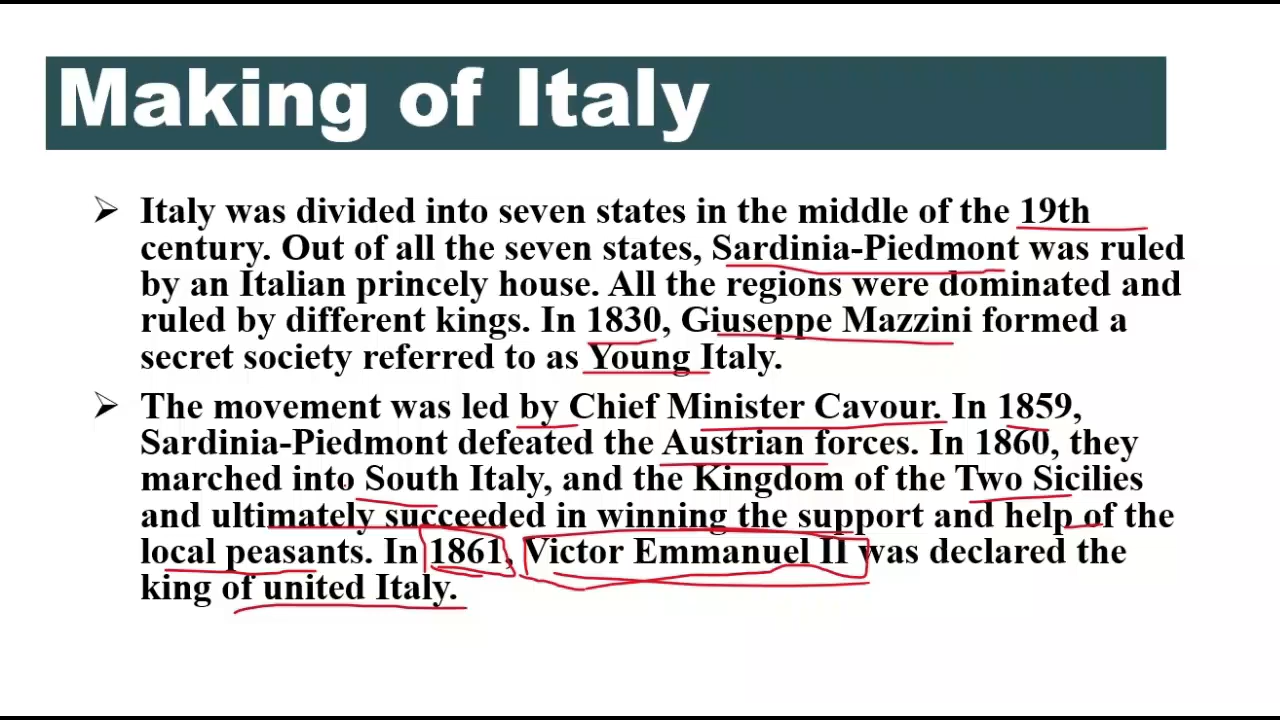 Making of Italy
➢ Italy was divided into seven states in the middle of the 19th
century. Out of all the seven states, Sardinia-Piedmont was ruled
by an Italian princely house. All the regions were dominated and
ruled by different kings. In 1830, Giuseppe Mazzini formed a
secret society referred to as Young Italy.
➢ The movement was led by Chief Minister Cavour. In 1859,
Sardinia-Piedmont defeated the Austrian forces. In 1860, they
marched into South Italy, and the Kingdom of the Two Sicilies
and ultimately succeeded in winning the support and help of the
local peasants. In 1861, Victor Emmanuel II was declared the
king of united Italy.